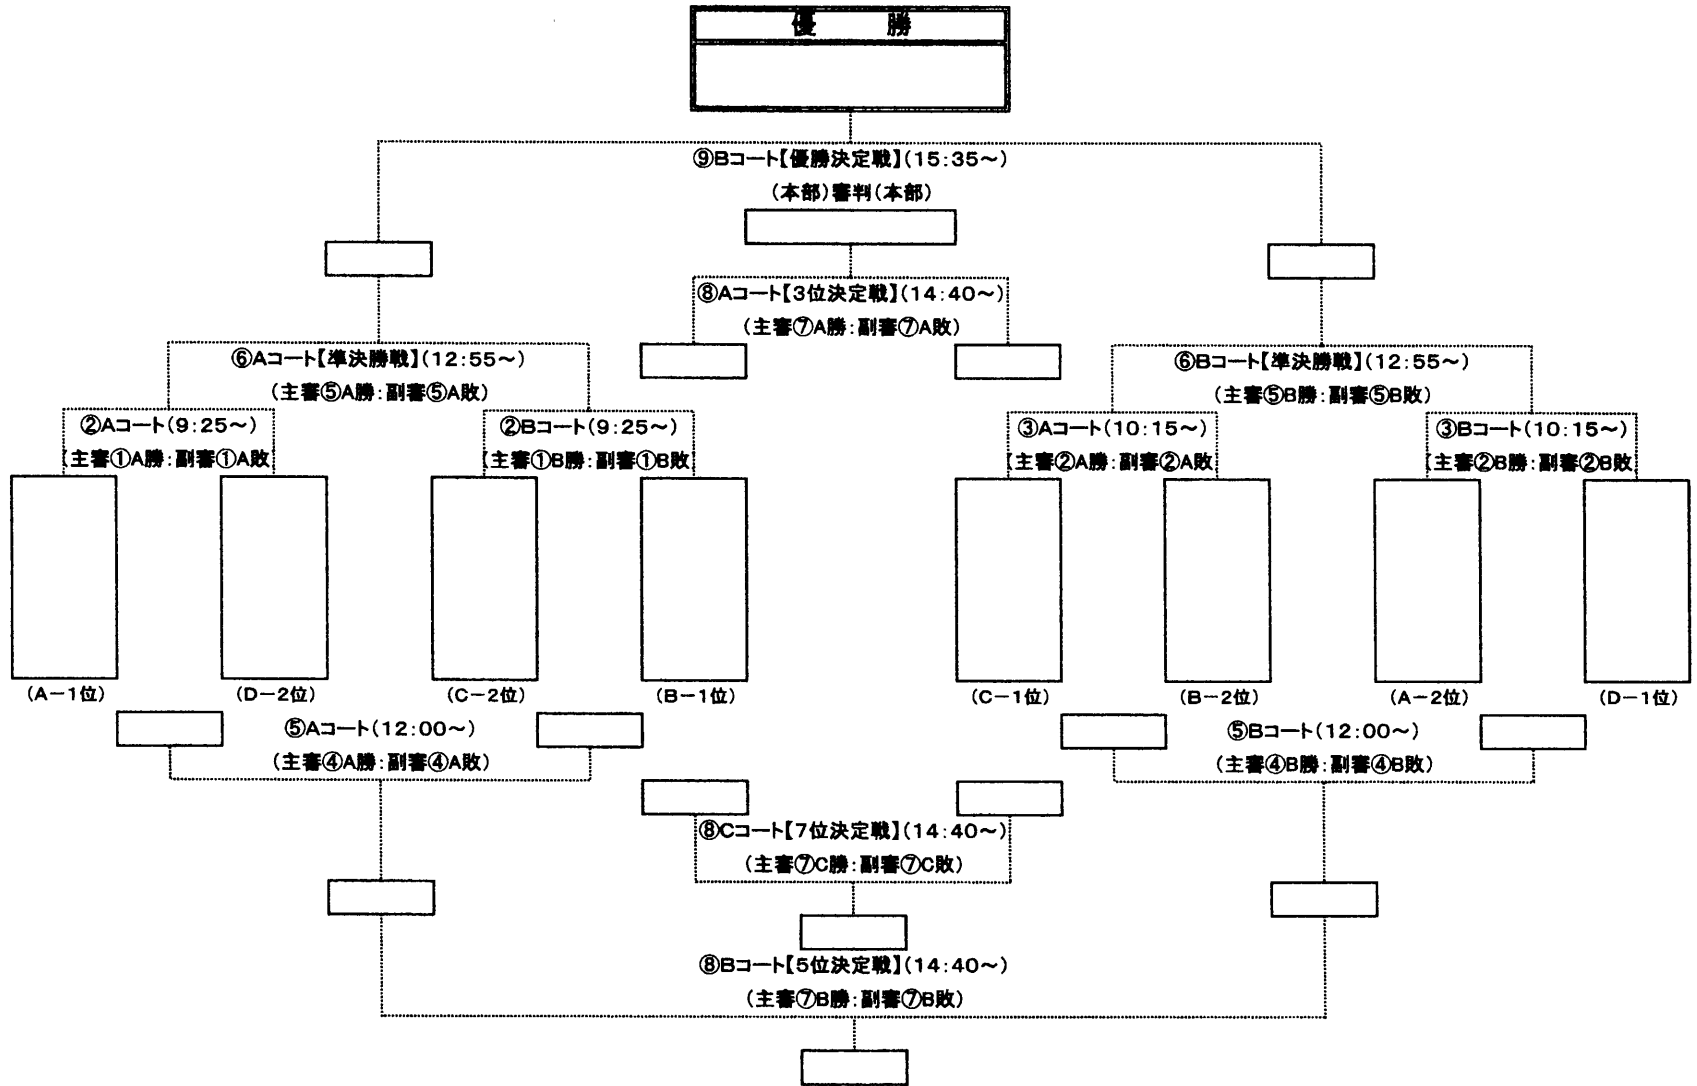 優　勝
⑨Bコート【優勝決定戦】(15:35～)
(本部)審判(本部)
⑧Aコート【3位決定戦】(14:40～)
(主審⑦A勝:副審⑦A敗)
⑥Aコート【準決勝戦】(12:55～)
(主審⑤A勝:副審⑤A敗)
⑥Bコート【準決勝戦】(12:55～)
(主審⑤B勝:副審⑤B敗)
②Aコート(9:25～)
(主審①A勝:副審①A敗
②Bコート(9:25～)
(主審①B勝:副審①B敗
③Aコート(10:15～)
(主審②A勝:副審②A敗
③Bコート(10:15～)
(主審②B勝:副審②B敗
(A－1位)
(D－2位)
(C－2位)
(B－1位)
(C－1位)
(B－2位)
(A－2位)
(D－1位)
⑤Aコート(12:00～)
(主審④A勝:副審④A敗)
⑤Bコート(12:00～)
(主審④B勝:副審④B敗)
⑧Cコート【7位決定戦】(14:40～)
(主審⑦C勝:副審⑦C敗)
⑧Bコート【5位決定戦】(14:40～)
(主審⑦B勝:副審⑦B敗)